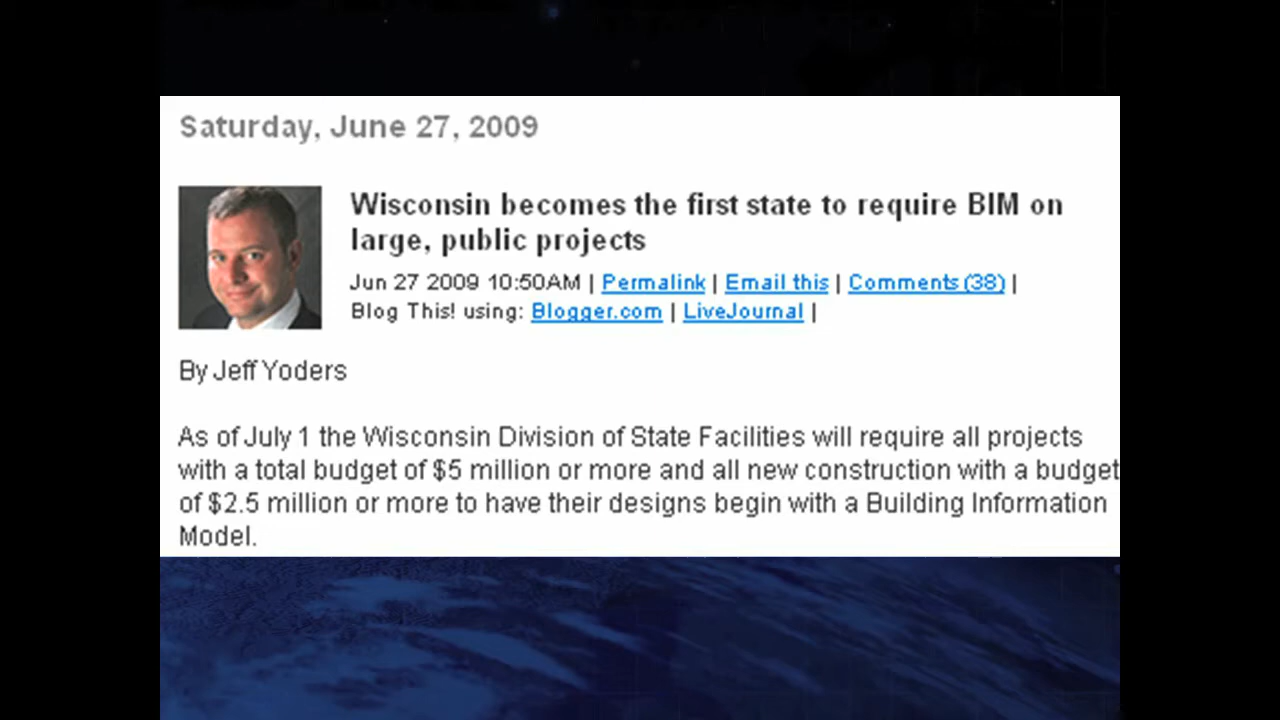 Saturday, June 27, 2009
Wisconsin becomes the first state to require BIM on
large, public projects
Jun 27 2009 10:50AM | Permalink | Email this | Comments (38) |
Blog This! using: Blogger.com | LiveJournal |
By Jeff Yoders
As of July 1 the Wisconsin Division of State Facilities will require all projects
with a total budget of $5 million or more and all new construction with a budget
of $2.5 million or more to have their designs begin with a Building Information
Model.